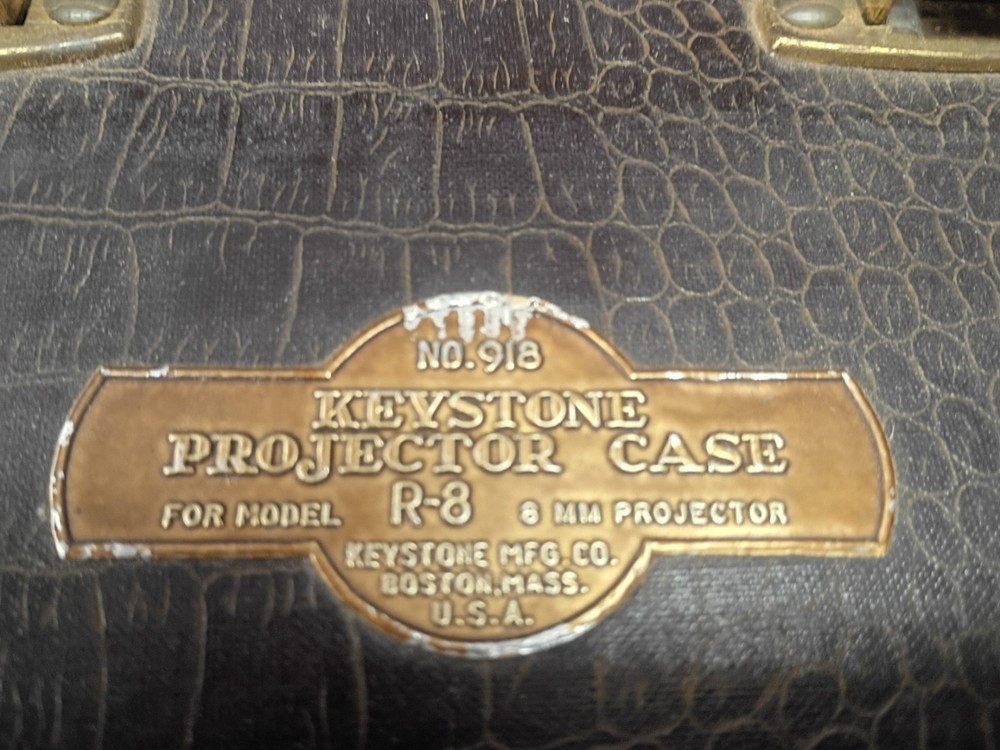 NO.918
KEYSTONE
PROJECTOR CASE
FOR MODEL R-8 8 MM PROJECTOR
KEYSTONE MFG. CO.
BOSTON, MASS.
U.S.A.